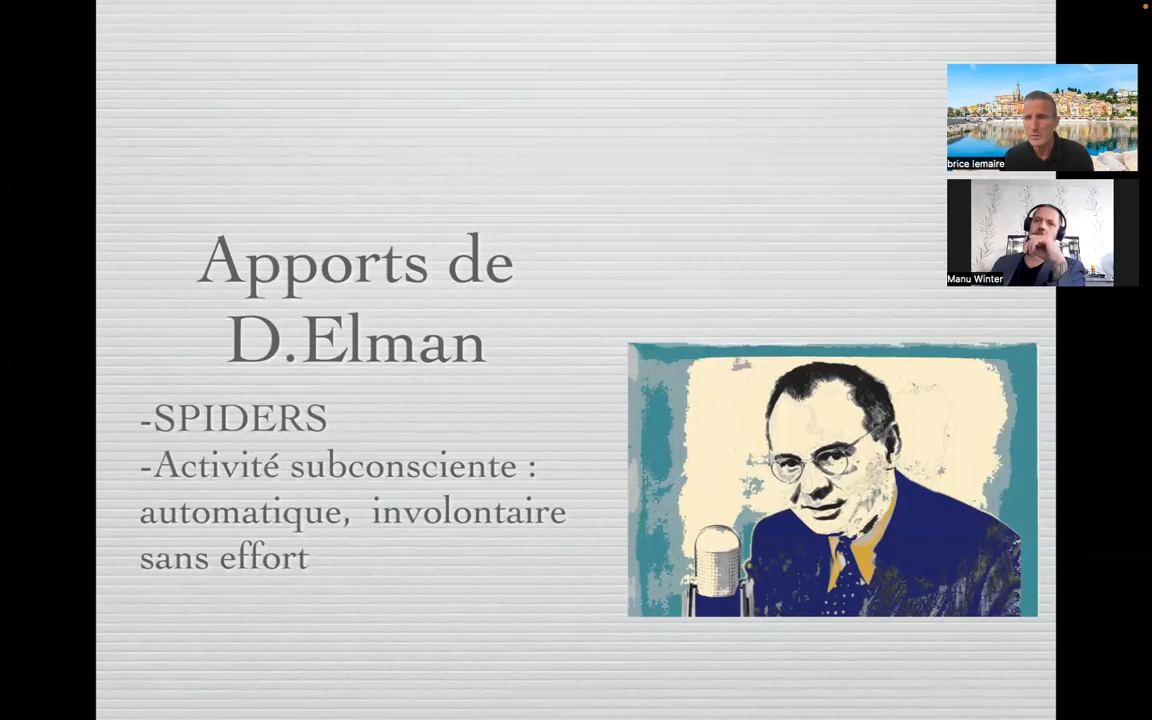 Apports de
D.Elman
-SPIDERS
-Activité subconsciente :
automatique, involontaire
sans effort
brice lemaire
Manu Winter